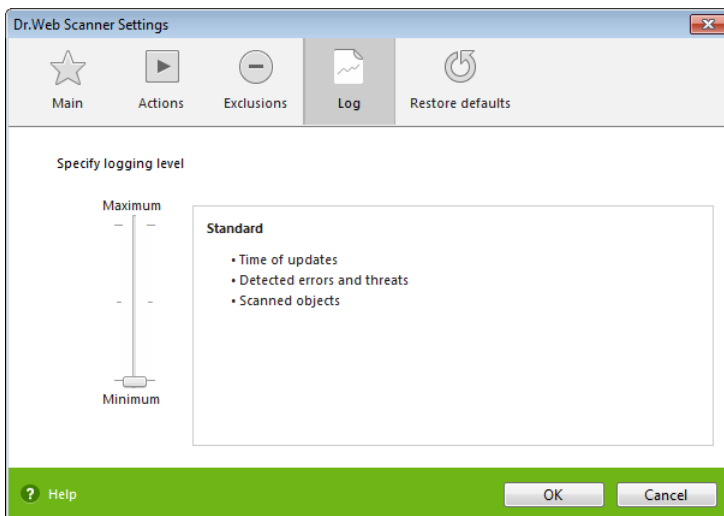 Dr.Web Scanner Settings
Main
Actions
Exclusions
Log
Restore defaults
Specify logging level
Maximum
Standard
• Time of updates
• Detected errors and threats
• Scanned objects
Minimum
? Help
OK
Cancel